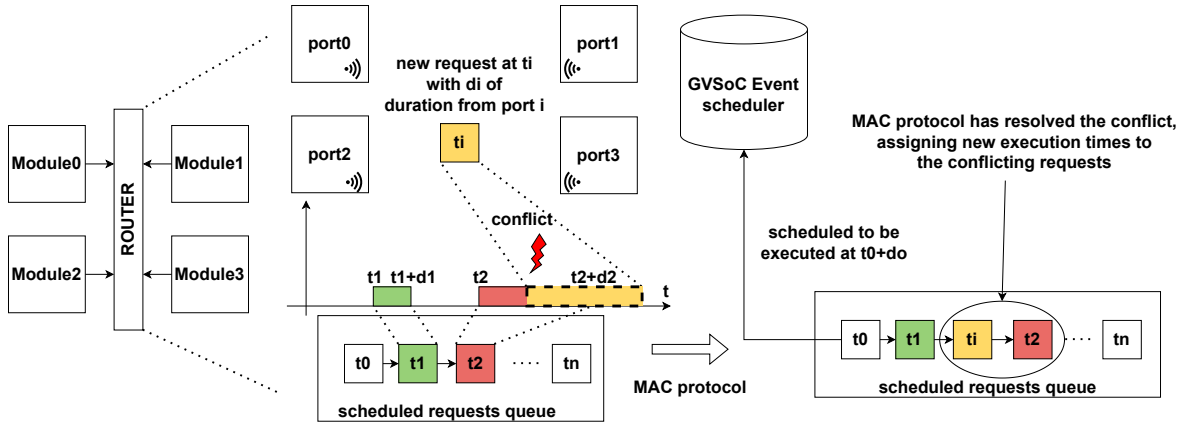 Module0
Module1
Module2
Module3
ROUTER
port0
port1
port2
port3
new request at ti
with di of
duration from port i
ti
conflict
t1
t1+d1
t2
t2+d2
t
t0
t1
t2
tn
scheduled requests queue
MAC protocol
GVSoC Event
scheduler
MAC protocol has resolved the conflict,
assigning new execution times to
the conflicting requests
scheduled to be
executed at t0+do
t0
t1
ti
t2
tn
scheduled requests queue